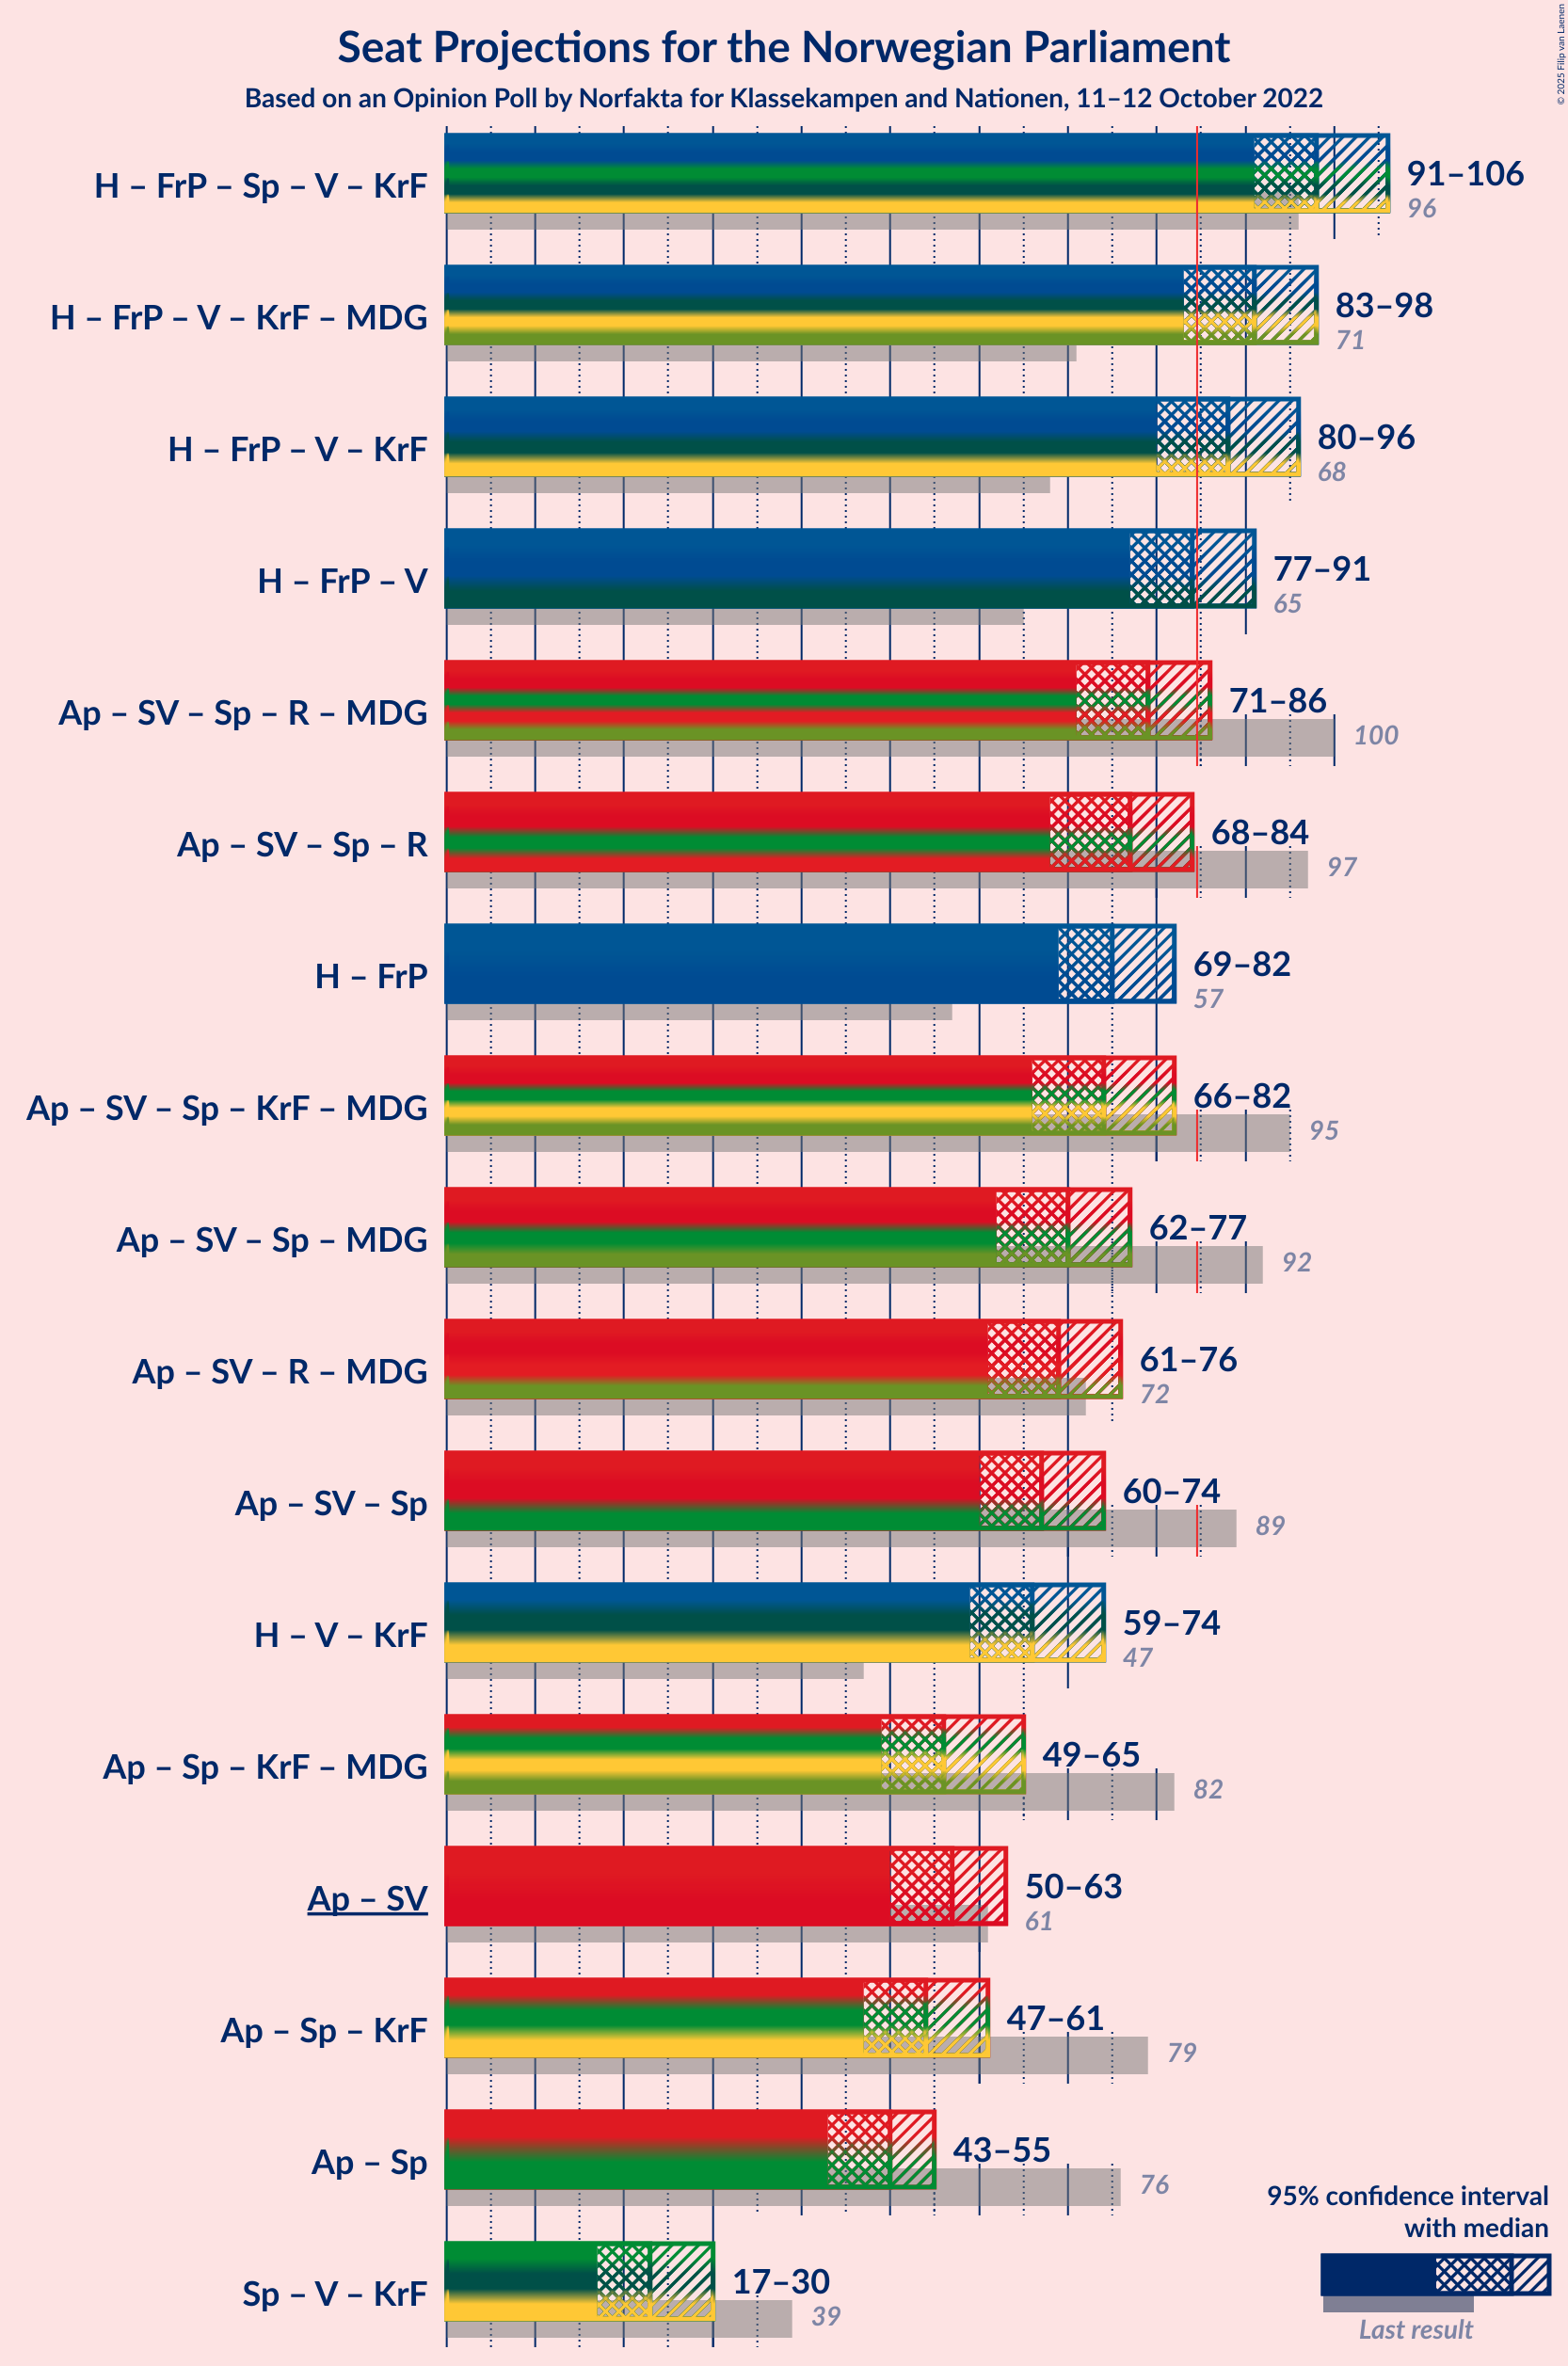 Seat Projections for the Norwegian Parliament
Based on an Opinion Poll by Norfakta for Klassekampen and Nationen, 11–12 October 2022
© 2025 Filip van Laenen
H – FrP – Sp – V – KrF
91–106
96
H – FrP – V – KrF – MDG
83–98
71
H – FrP – V – KrF
80–96
68
H – FrP – V
77–91
65
Ap – SV – Sp – R – MDG
71–86
100
Ap – SV – Sp – R
68–84
97
H – FrP
69–82
57
Ap – SV – Sp – KrF – MDG
66–82
95
Ap – SV – Sp – MDG
62–77
92
Ap – SV – R – MDG
61–76
72
Ap – SV – Sp
60–74
89
H – V – KrF
59–74
47
Ap – Sp – KrF – MDG
49–65
82
Ap – SV
50–63
61
Ap – Sp – KrF
47–61
79
Ap – Sp
43–55
76
Sp – V – KrF
17–30
39
95% confidence interval
with median
Last result